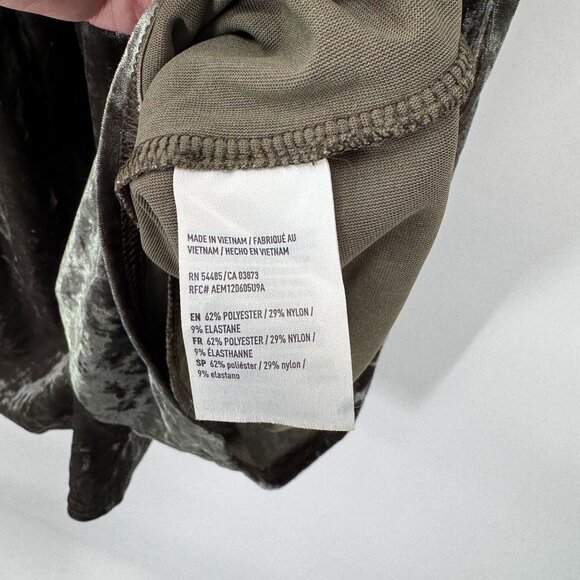 MADE IN VIETNAM / FABRIQUÉ AU
VIETNAM / HECHO EN VIETNAM
RN 54485/CA 03873
RFC# AEM120605U9A
EN 62% POLYESTER / 29% NYLON /
9% ELASTANE
FR 62% POLYESTER / 29% NYLON /
9% ÉLASTHANNE
SP 62% poliéster / 29% nylon /
9% elastano